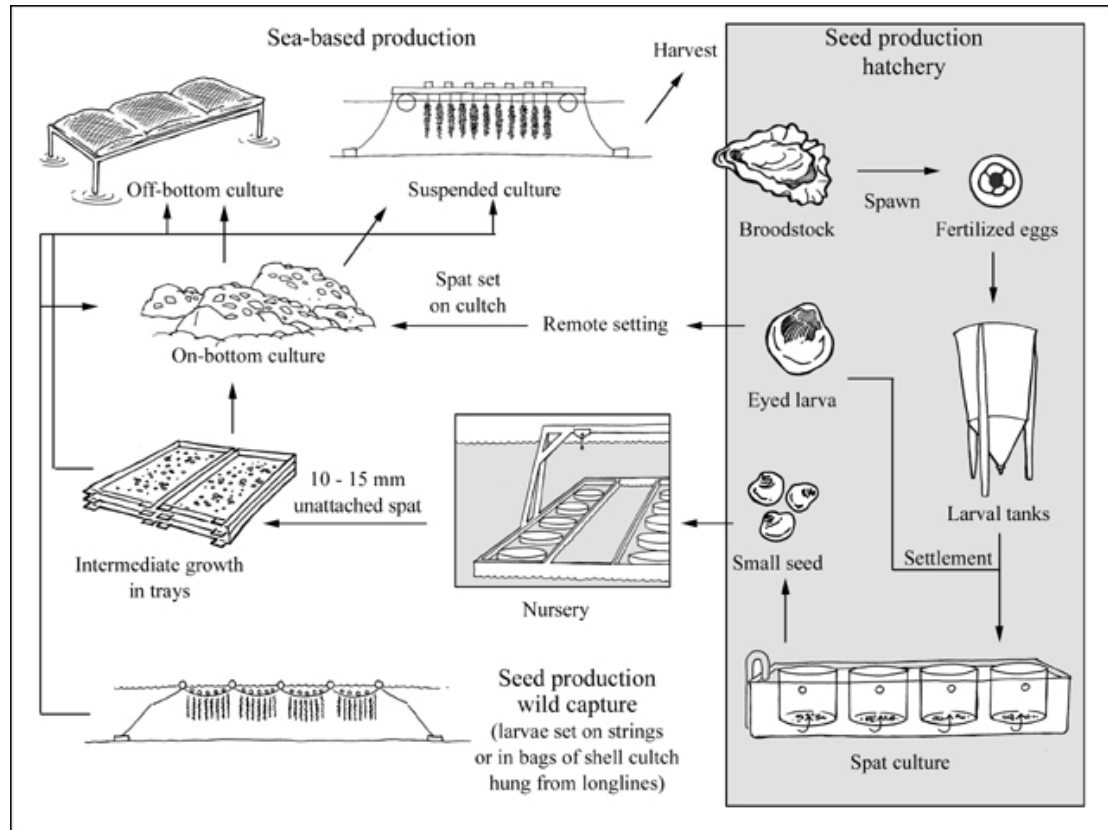 Sea-based production
Harvest
Off-bottom culture
Suspended culture
On-bottom culture
Spat set
on cultch
Remote setting
10 - 15 mm
unattached spat
Intermediate growth
in trays
Nursery
Seed production
wild capture
(larvae set on strings
or in bags of shell cultch
hung from longlines)
Seed production
hatchery
Broodstock
Spawn
Fertilized eggs
Eyed larva
Larval tanks
Small seed
Settlement
Spat culture